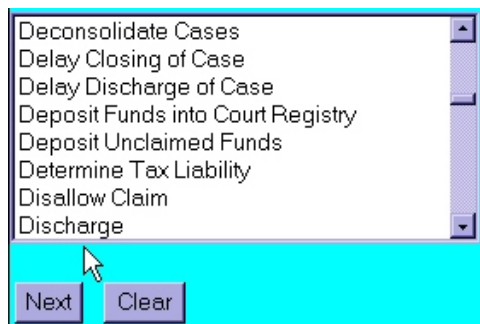 Deconsolidate Cases
Delay Closing of Case
Delay Discharge of Case
Deposit Funds into Court Registry
Deposit Unclaimed Funds
Determine Tax Liability
Disallow Claim
Discharge
Next Clear